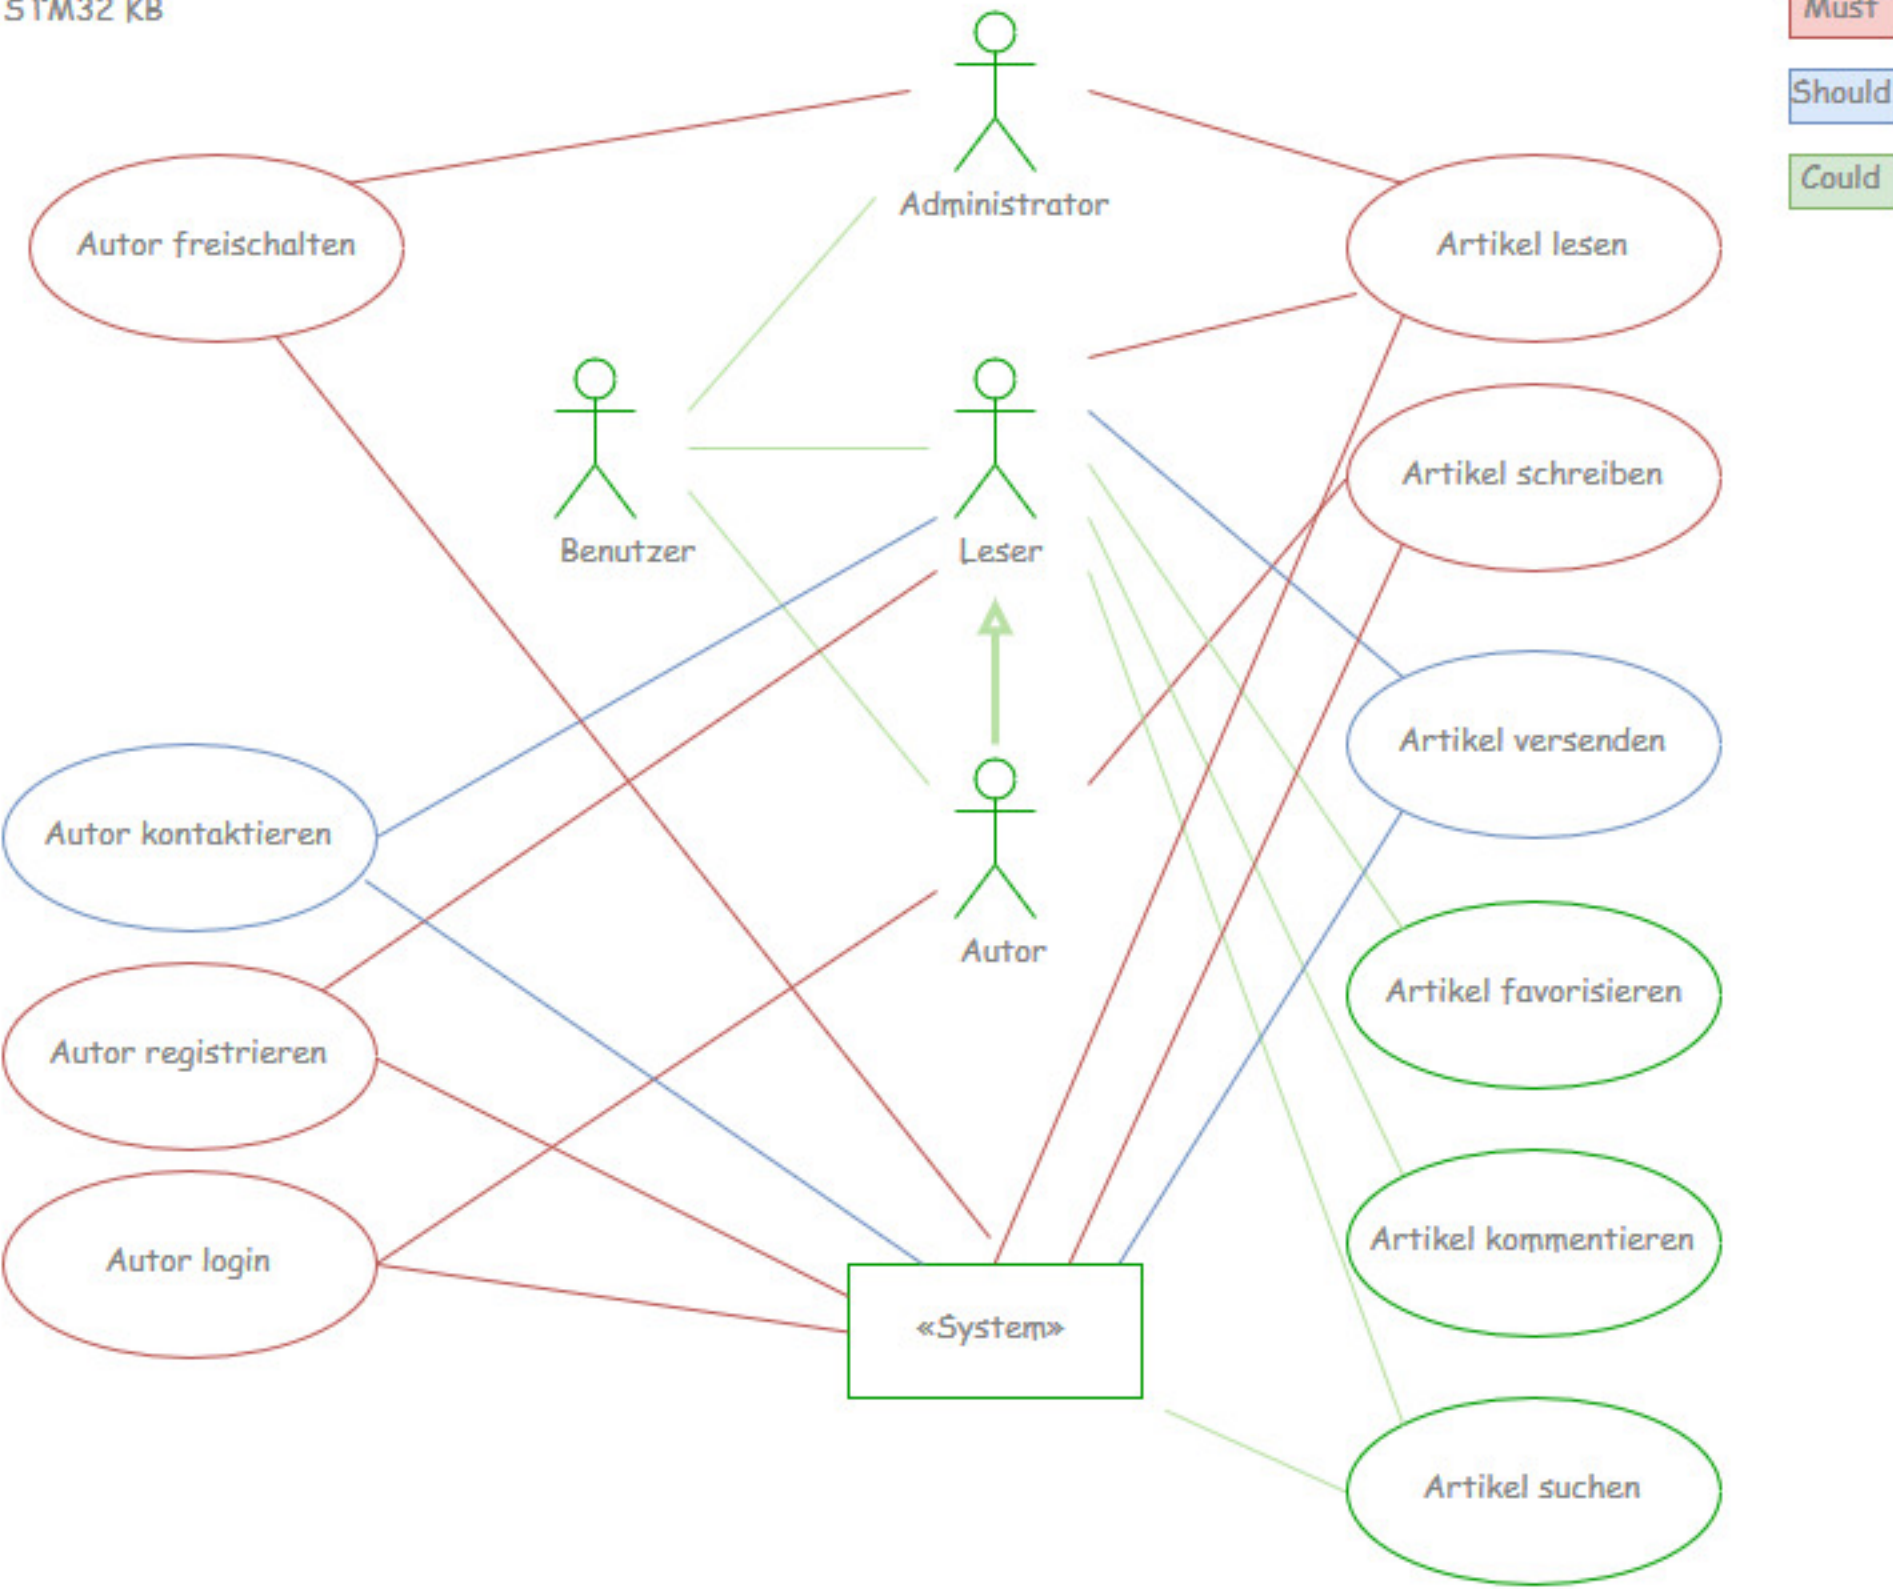 STM32 KB
Must
Should
Could
Administrator
Autor freischalten
Artikel lesen
Artikel schreiben
Benutzer
Leser
Artikel versenden
Autor kontaktieren
Autor
Artikel favorisieren
Autor registrieren
Artikel kommentieren
Autor login
«System»
Artikel suchen